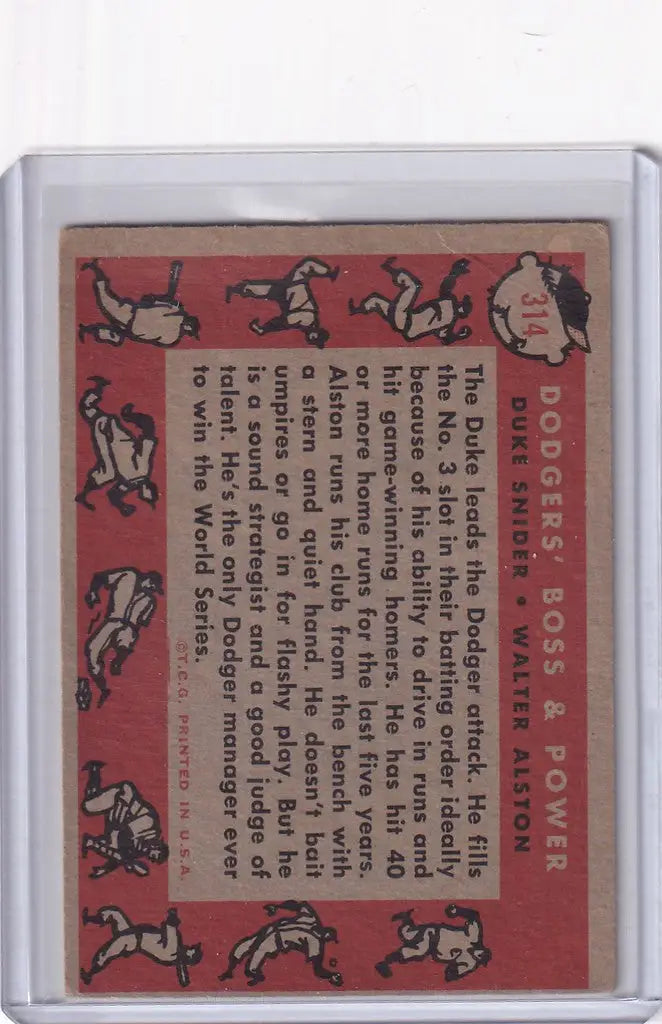 314
DODGERS' BOSS & POWER
DUKE SNIDER • WALTER ALSTON
The Duke leads the Dodger attack. He fills
the No. 3 slot in their batting order ideally
because of his ability to drive in runs and
hit game-winning homers. He has hit 40
or more home runs for the last five years.
Alston runs his club from the bench with
a stern and quiet hand. He doesn't bait
umpires or go in for flashy play. But he
is a sound strategist and a good judge of
talent. He's the only Dodger manager ever
to win the World Series.
©T.C.G. PRINTED IN U.S.A.